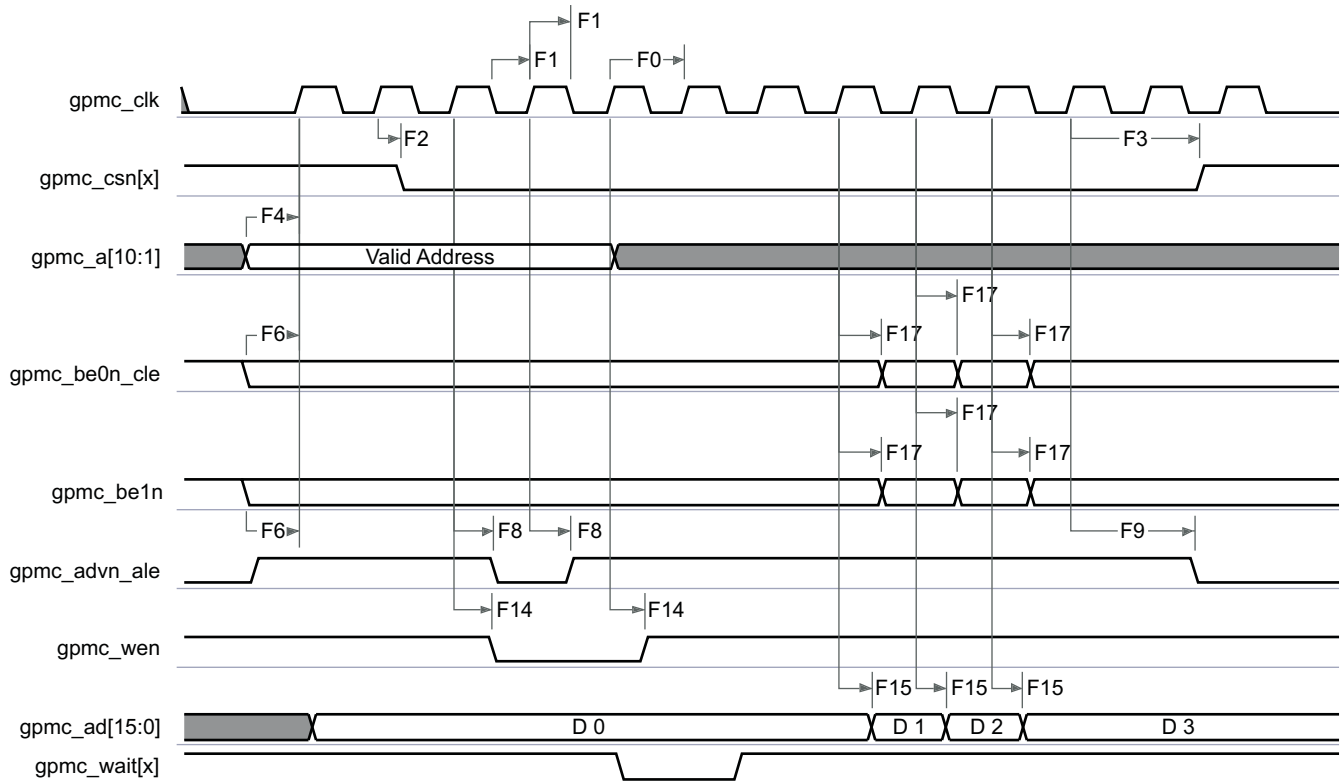 F1
F1 F0
gpmc_clk
F2 F3
gpmc_csn[x]
F4
gpmc_a[10:1] Valid Address
F17
F6 F17 F17
gpmc_be0n_cle
F17
F17 F17
gpmc_be1n
F6 F8 F8 F9
gpmc_advn_ale
F14 F14
gpmc_wen
F15 F15 F15
gpmc_ad[15:0] D 0 D 1 D 2 D 3
gpmc_wait[x]